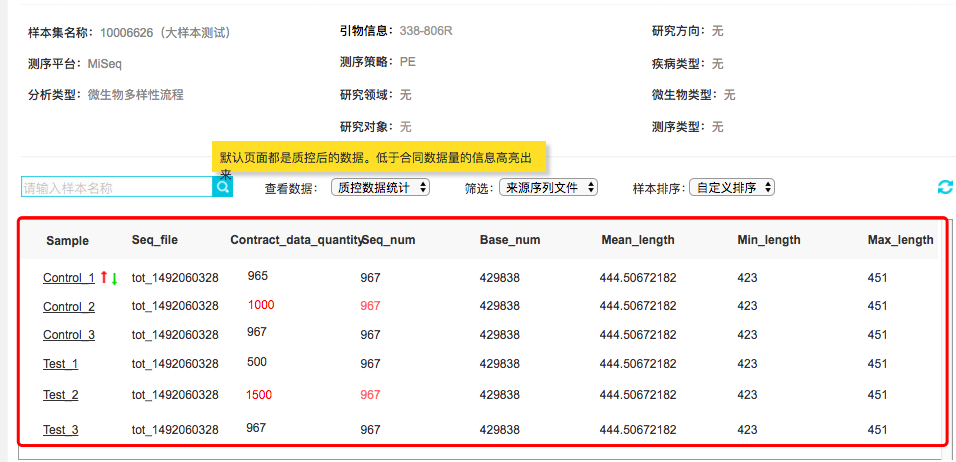 样本集名称：10006626（大样本测试） 引物信息：338-806R 研究方向：无
测序平台：MiSeq 测序策略：PE 疾病类型：无
分析类型：微生物多样性流程 研究领域：无 微生物类型：无
研究对象：无 测序类型：无
默认页面都是质控后的数据。低于合同数据量的信息高亮出
来
请输入样本名称 查看数据： 质控数据统计 筛选： 来源序列文件 样本排序： 自定义排序
Sample Seq_file Contract_data_quantity Seq_num Base_num Mean_length Min_length Max_length
Control_1 tot_1492060328 965 967 429838 444.50672182 423 451
Control_2 tot_1492060328 1000 967 429838 444.50672182 423 451
Control_3 tot_1492060328 967 967 429838 444.50672182 423 451
Test_1 tot_1492060328 500 967 429838 444.50672182 423 451
Test_2 tot_1492060328 1500 967 429838 444.50672182 423 451
Test_3 tot_1492060328 967 967 429838 444.50672182 423 451